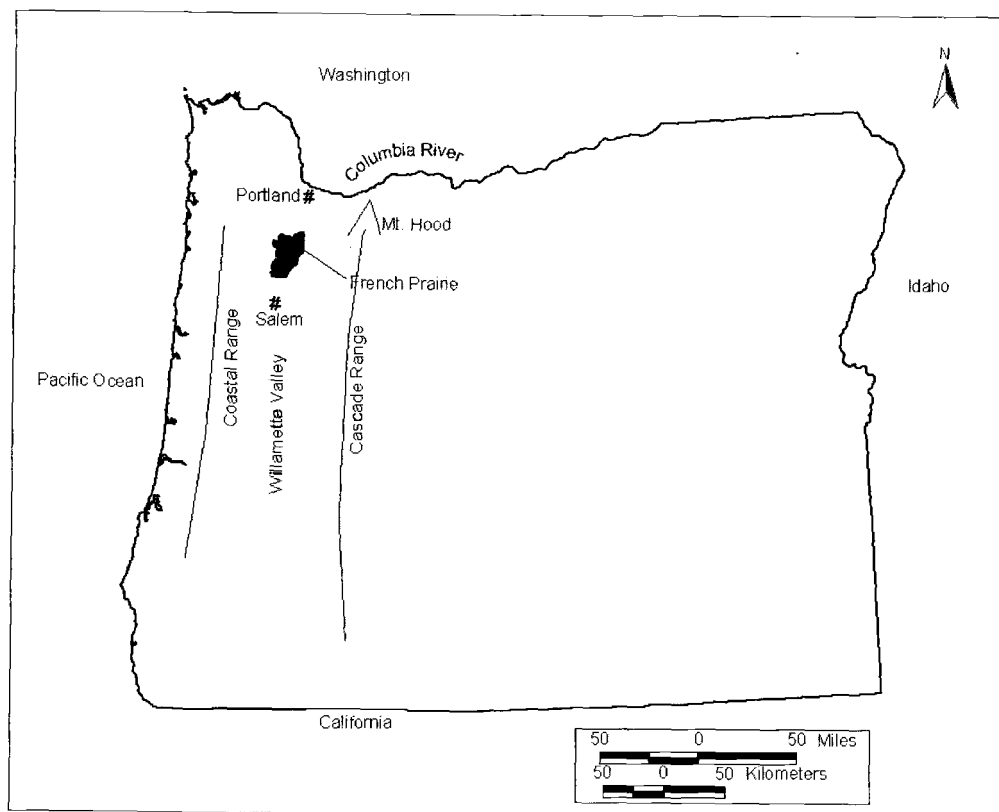 Washington
N
Columbia River
Portland #
Mt. Hood
French Prairie
Idaho
#
Salem
Pacific Ocean
Coastal Range
Willamette Valley
Cascade Range
California
50 0 50 Miles
50 0 50 Kilometers